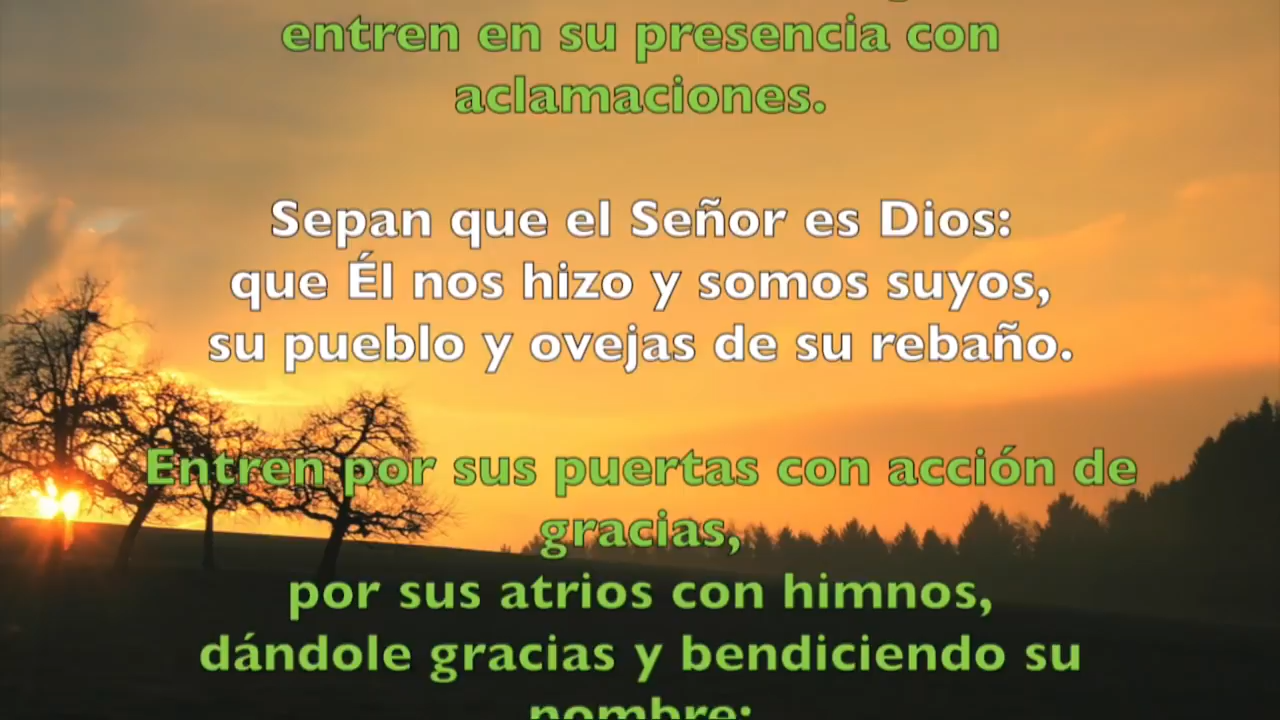 entren en su presencia con
aclamaciones.
Sepan que el Señor es Dios:
que Él nos hizo y somos suyos,
su pueblo y ovejas de su rebaño.
Entren por sus puertas con acción de
gracias,
por sus atrios con himnos,
dándole gracias y bendiciendo su
nombre: